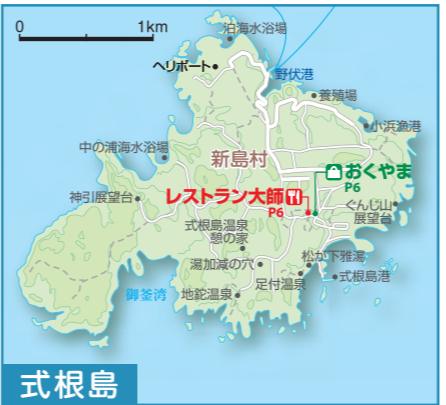 0 1km
泊海水浴場
ヘリポート
野伏港
養殖場
小浜漁港
中の浦海水浴場
新島村
おくやま
P6
レストラン大師
P6
神引展望台
ぐんじ山
展望台
式根島温泉
憩の家
松が下雅湯
湯加減の穴
式根島港
足付温泉
御釜湾
地鉈温泉
式根島